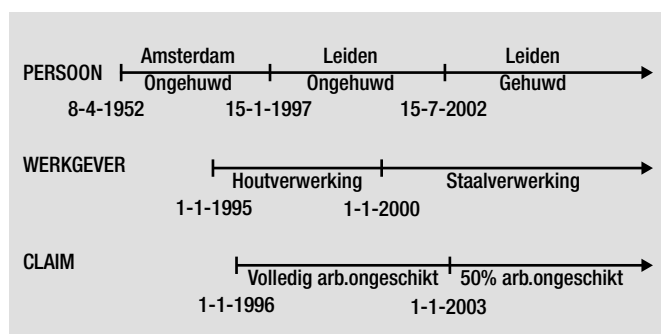 Amsterdam Leiden Leiden
PERSOON
Ongehuwd Ongehuwd Gehuwd
8-4-1952 15-1-1997 15-7-2002
WERKGEVER
Houtverwerking Staalverwerking
1-1-1995 1-1-2000
CLAIM
Volledig arb.ongeschikt 50% arb.ongeschikt
1-1-1996 1-1-2003